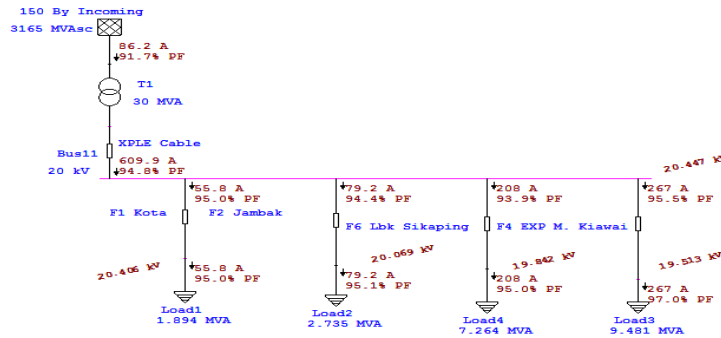 150 By Incoming
3165 MVAsc
86.2 A
91.7% PF
T1
30 MVA
XPLE Cable
Bus11
20 kV
609.9 A
94.8% PF
20.447 kV
55.8 A
95.0% PF
79.2 A
94.4% PF
208 A
93.9% PF
267 A
95.5% PF
F1 Kota
F2 Jambak
F6 Lbk Sikaping
F4 EXP M. Kiawai
20.406 kV
20.069 kV
19.842 kV
19.513 kV
55.8 A
95.0% PF
79.2 A
95.1% PF
208 A
95.0% PF
267 A
97.0% PF
Load1
1.894 MVA
Load2
2.735 MVA
Load4
7.264 MVA
Load3
9.481 MVA